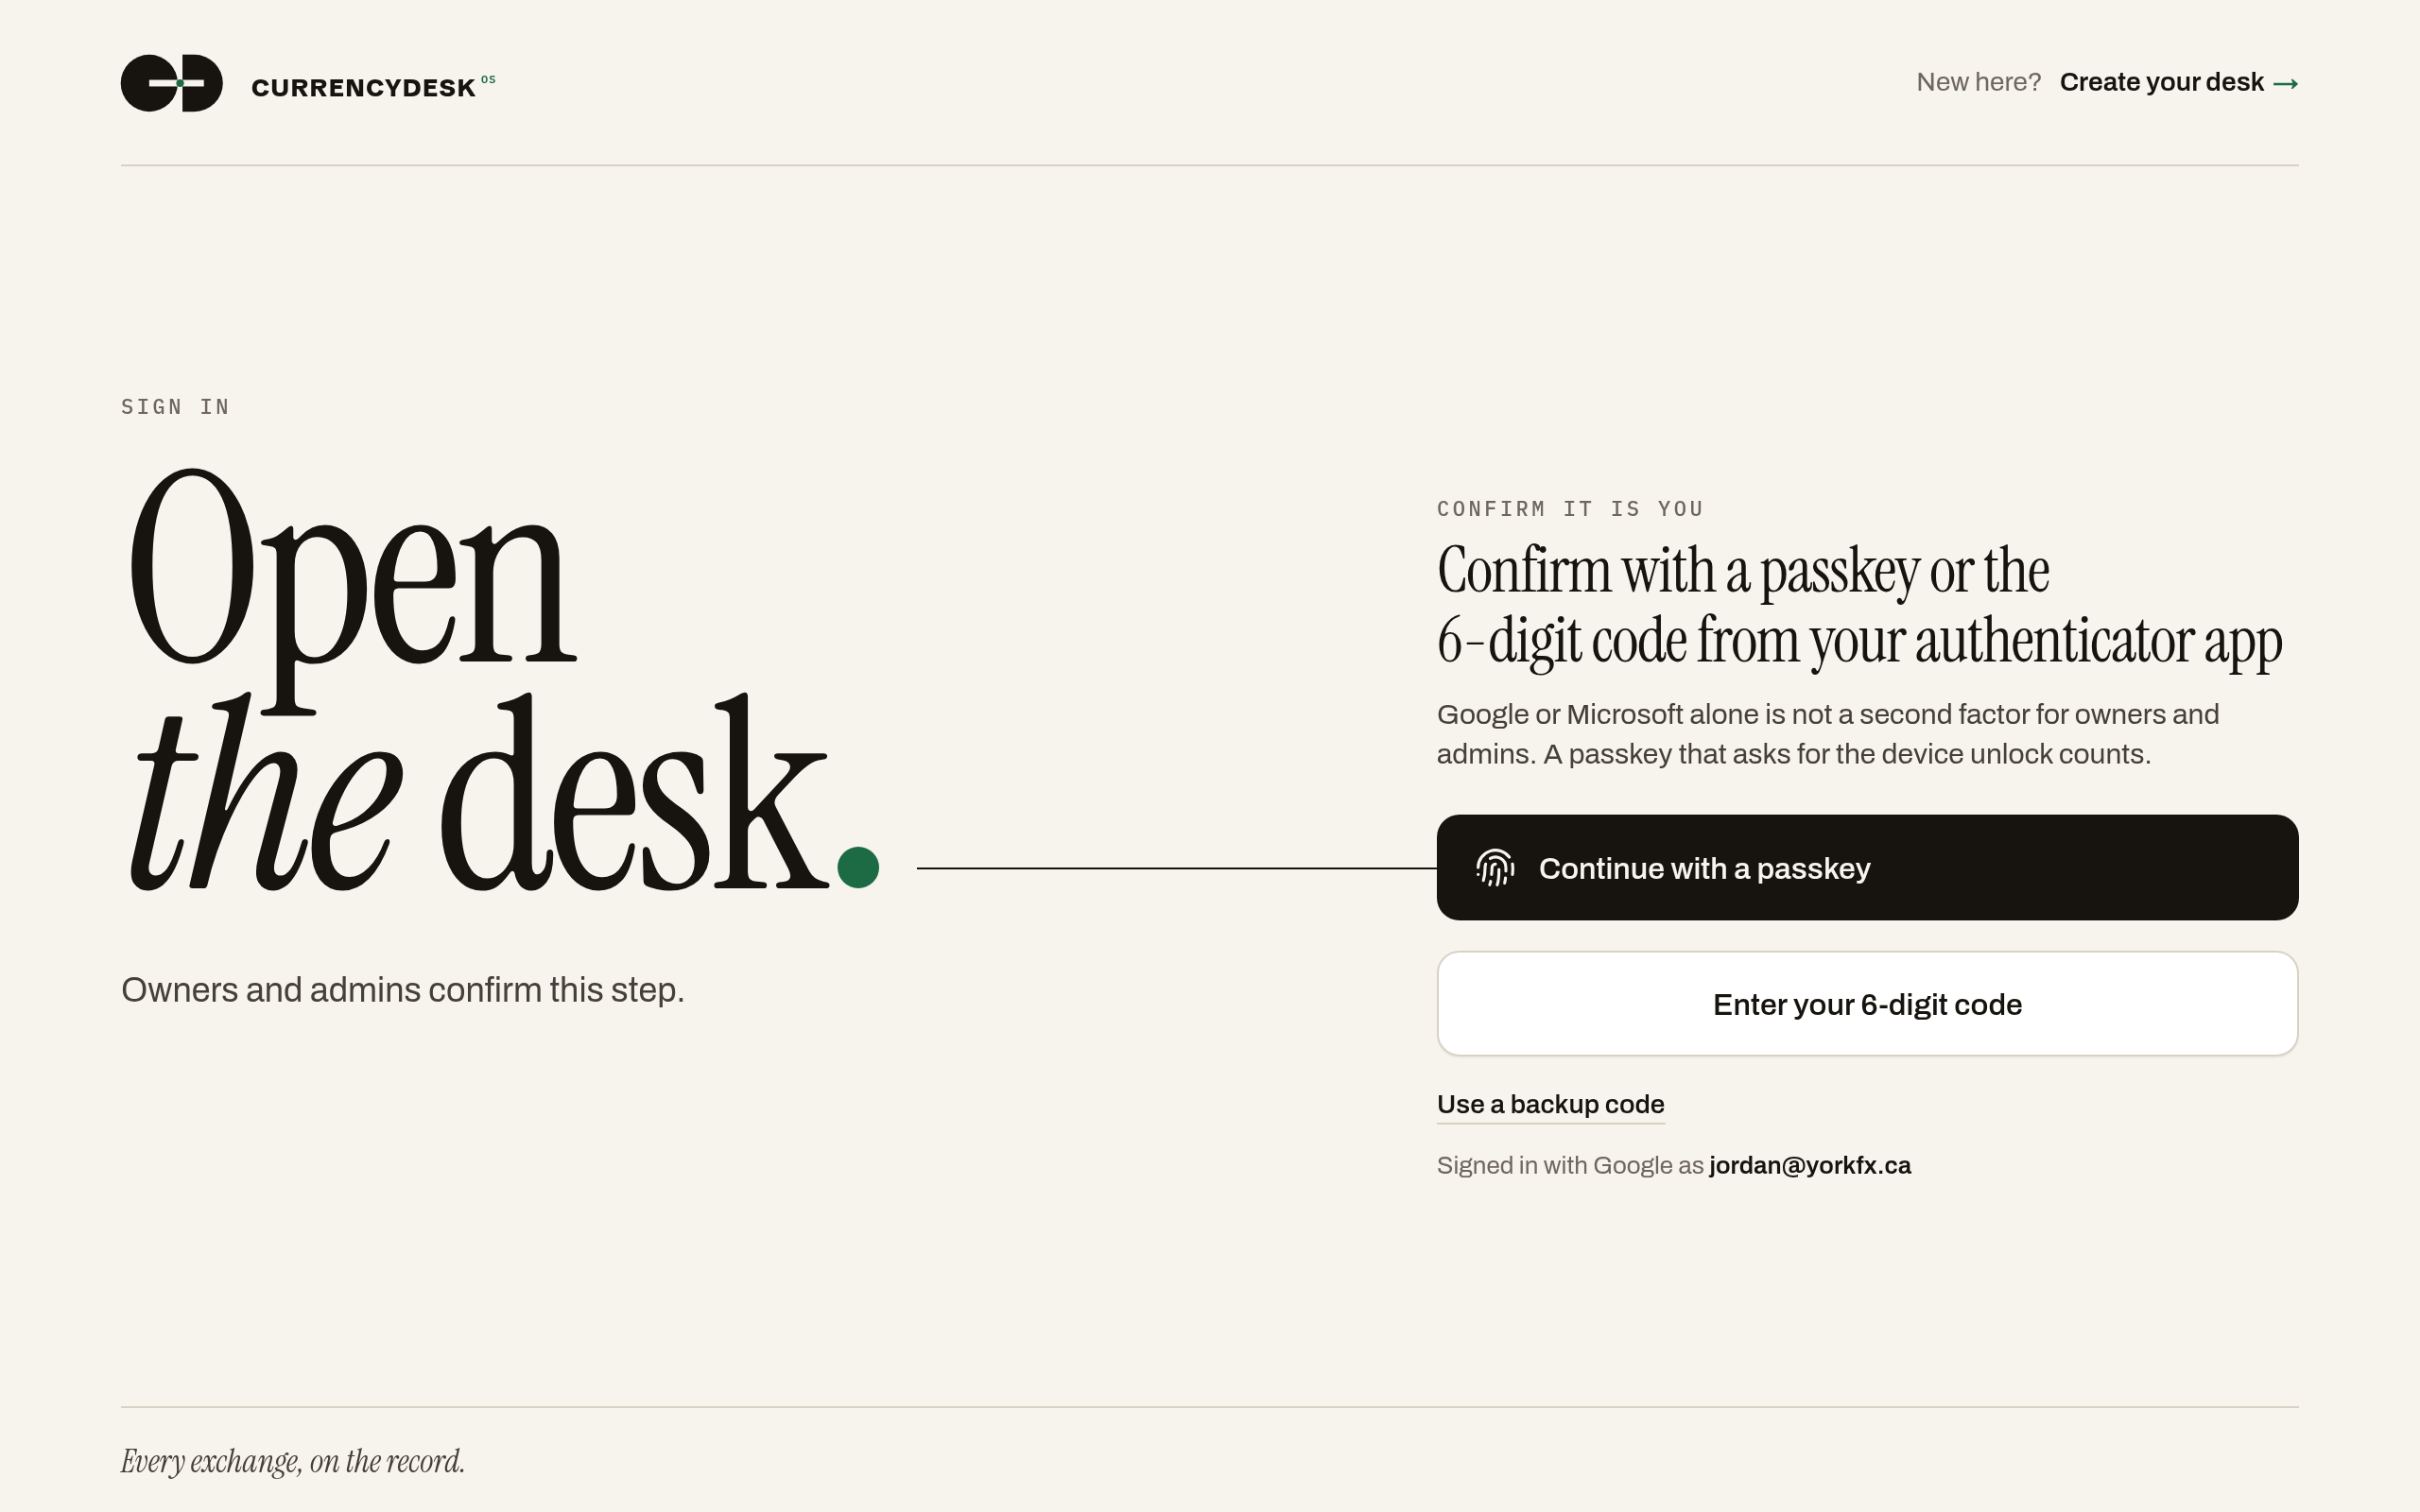 CURRENCYDESK OS
New here? Create your desk →
SIGN IN
Open
the desk.
Owners and admins confirm this step.
CONFIRM IT IS YOU
Confirm with a passkey or the
6-digit code from your authenticator app
Google or Microsoft alone is not a second factor for owners and
admins. A passkey that asks for the device unlock counts.
Continue with a passkey
Enter your 6-digit code
Use a backup code
Signed in with Google as jordan@yorkfx.ca
Every exchange, on the record.